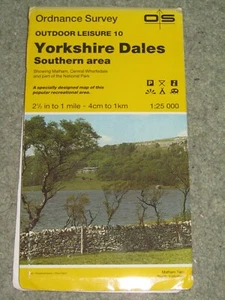 Ordnance Survey
OS
OUTDOOR LEISURE 10
Yorkshire Dales
Southern area
Showing Malham, Central Wharfedale
and part of the National Park
A specially designed map of this
popular recreational area.
2½ in to 1 mile - 4cm to 1km
1:25 000
Malham Tarn